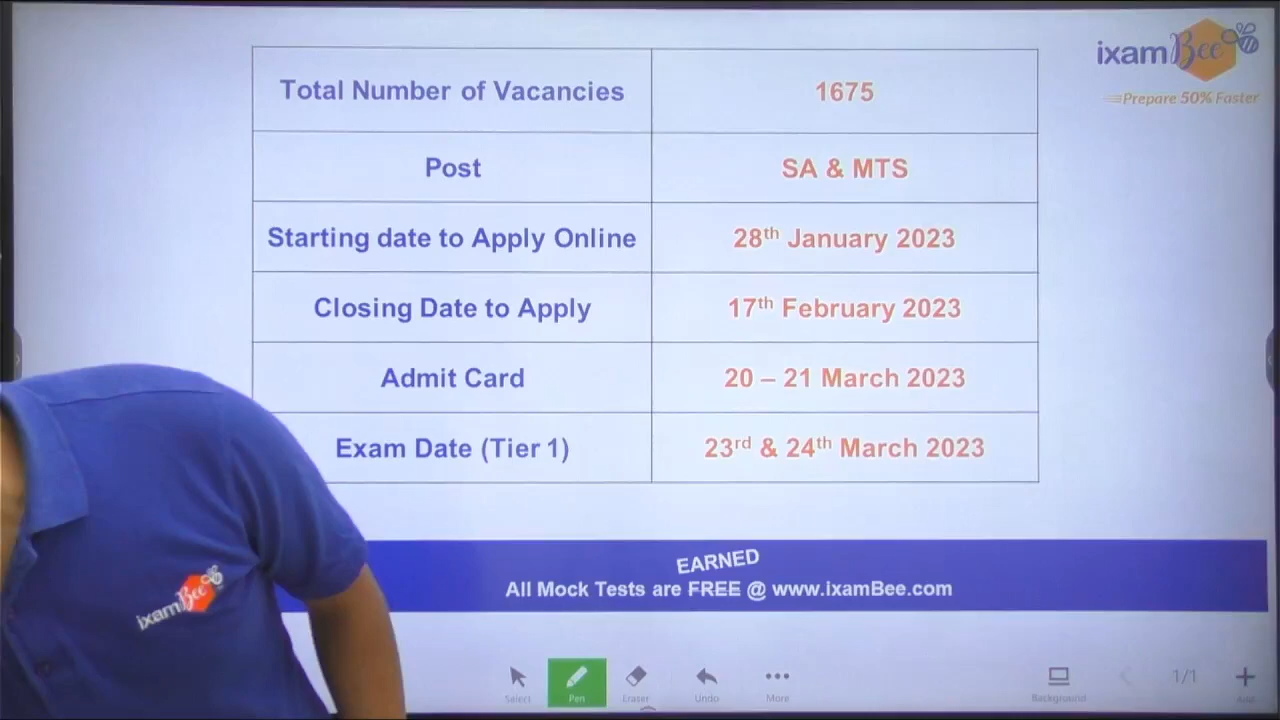 ixamBee
Prepare 50% Faster
Total Number of Vacancies 1675
Post SA & MTS
Starting date to Apply Online 28th January 2023
Closing Date to Apply 17th February 2023
Admit Card 20 – 21 March 2023
Exam Date (Tier 1) 23rd & 24th March 2023
EARNED
All Mock Tests are FREE @ www.ixamBee.com
ixamBee
Select Pen Eraser Undo More Background 1/1 Add